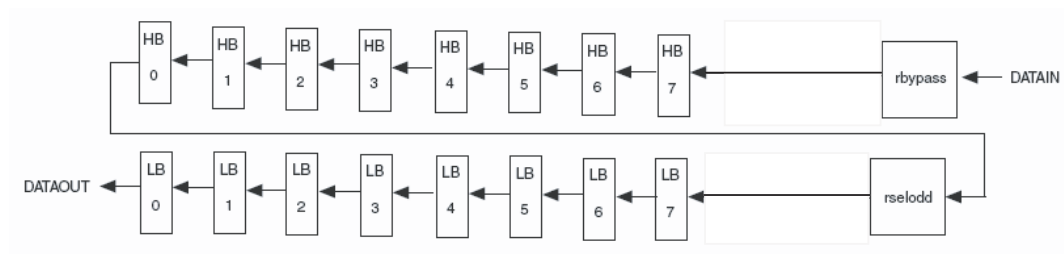 HB HB HB HB HB HB HB HB
0 1 2 3 4 5 6 7
rbypass
DATAIN
LB LB LB LB LB LB LB LB
0 1 2 3 4 5 6 7
DATAOUT
rselodd